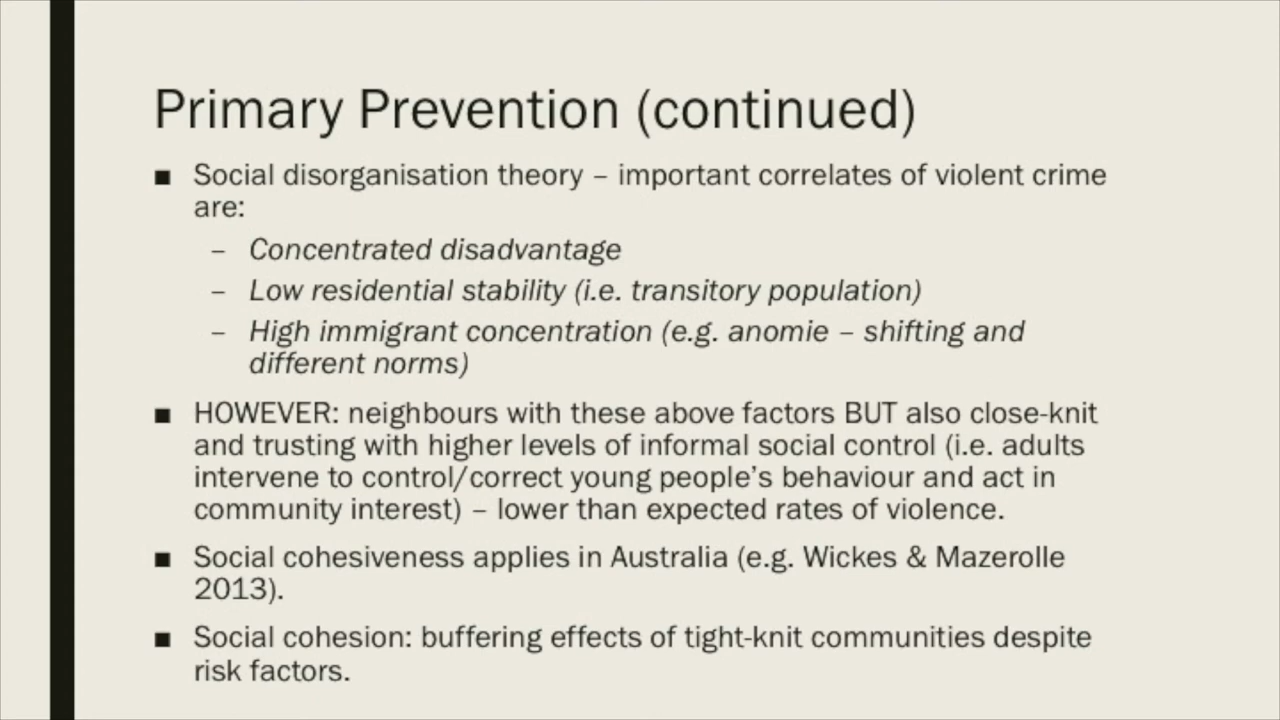 Primary Prevention (continued)
■ Social disorganisation theory – important correlates of violent crime
are:
– Concentrated disadvantage
– Low residential stability (i.e. transitory population)
– High immigrant concentration (e.g. anomie – shifting and
different norms)
■ HOWEVER: neighbours with these above factors BUT also close-knit
and trusting with higher levels of informal social control (i.e. adults
intervene to control/correct young people’s behaviour and act in
community interest) – lower than expected rates of violence.
■ Social cohesiveness applies in Australia (e.g. Wickes & Mazerolle
2013).
■ Social cohesion: buffering effects of tight-knit communities despite
risk factors.